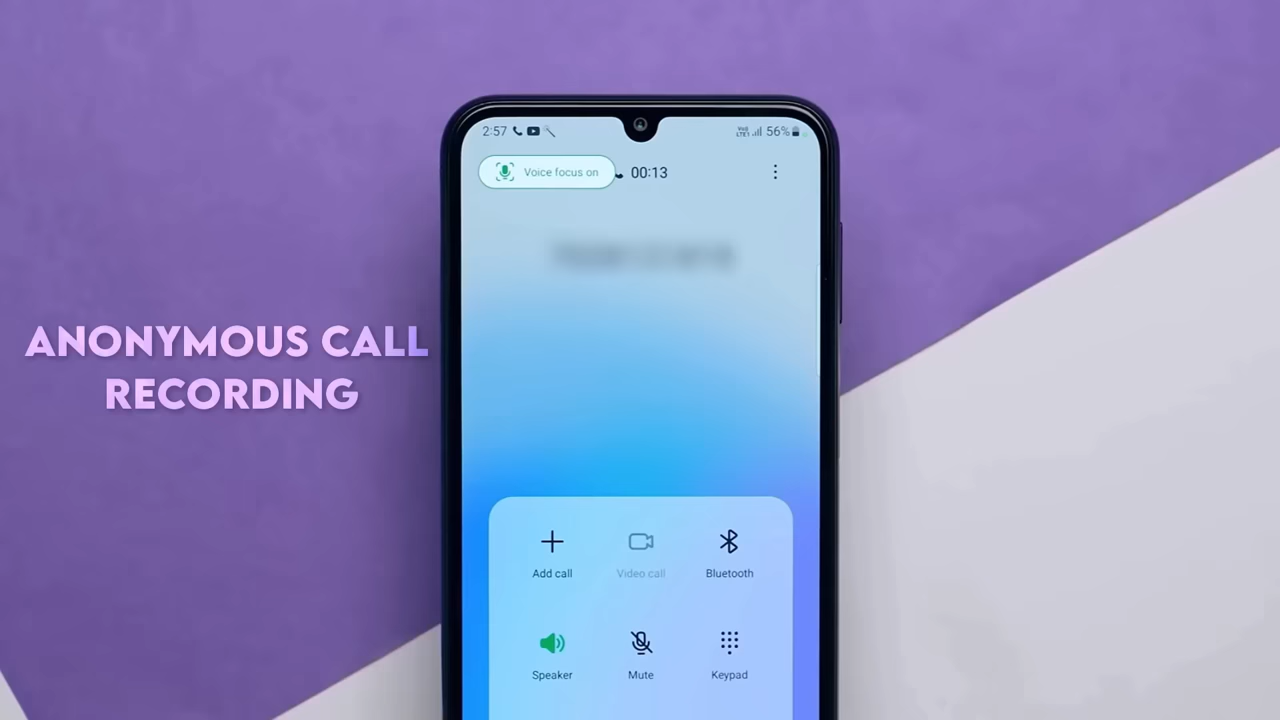 2:57
56%
Voice focus on
00:13
ANONYMOUS CALL
RECORDING
Add call
Video call
Bluetooth
Speaker
Mute
Keypad